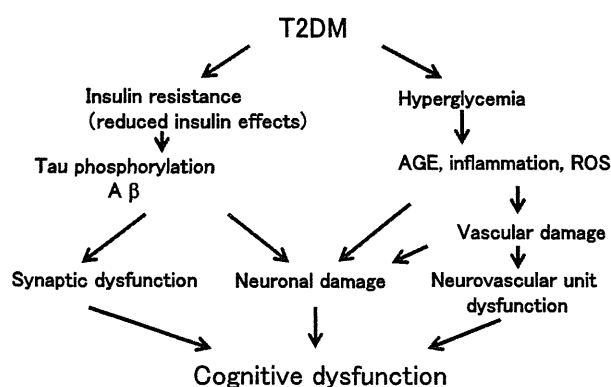 T2DM
Insulin resistance
(reduced insulin effects)
Hyperglycemia
Tau phosphorylation
A β
AGE, inflammation, ROS
Vascular damage
Synaptic dysfunction
Neuronal damage
Neurovascular unit
dysfunction
Cognitive dysfunction